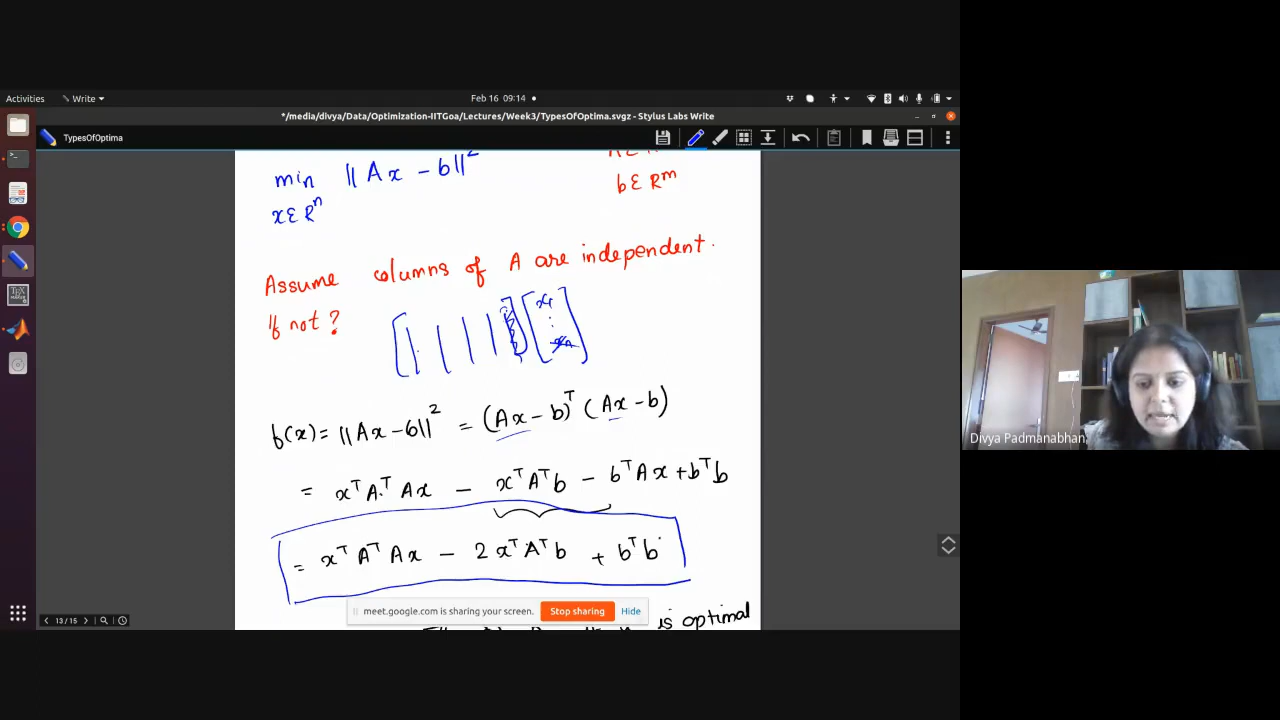 Activities
Write
Feb 16 09:14
*/media/divya/Data/Optimization-IITGoa/Lectures/Week3/TypesOfOptima.svgz - Stylus Labs Write
TypesOfOptima
min ||Ax - b||²
x∈Rⁿ
b∈Rᵐ
Assume columns of A are independent.
If not?
x₁
⋮
xₙ
f(x) = ||Ax-b||² = (Ax-b)ᵀ (Ax-b)
= xᵀAᵀAx - xᵀAᵀb - bᵀAx + bᵀb
= xᵀAᵀAx - 2xᵀAᵀb + bᵀb
meet.google.com is sharing your screen. Stop sharing Hide
is optimal
13 / 15
Divya Padmanabhan